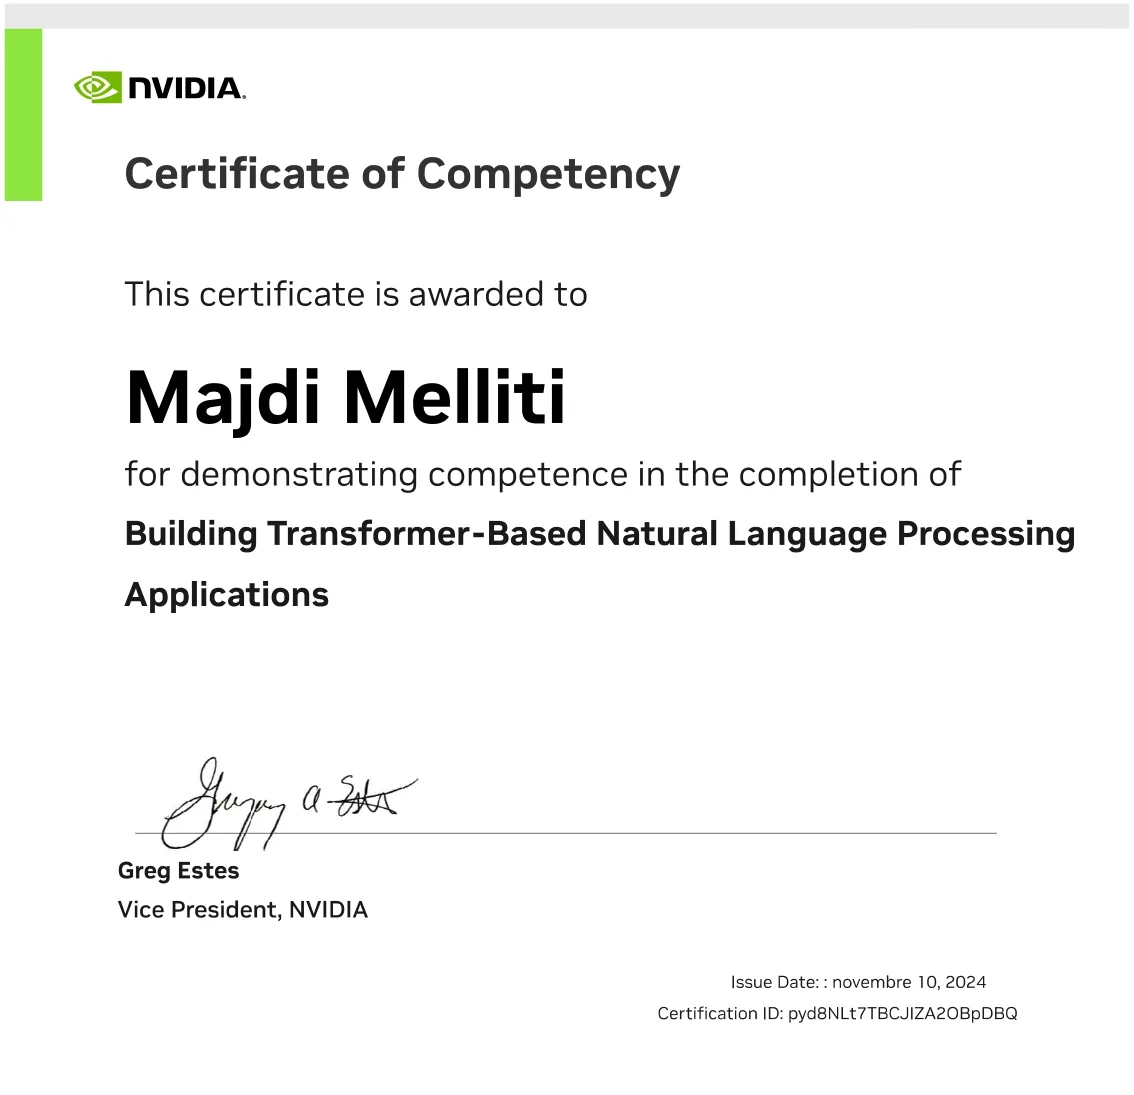 NVIDIA.
Certificate of Competency
This certificate is awarded to
Majdi Melliti
for demonstrating competence in the completion of
Building Transformer-Based Natural Language Processing
Applications
Gregory A Estes
Greg Estes
Vice President, NVIDIA
Issue Date: : novembre 10, 2024
Certification ID: pyd8NLt7TBCJIZA2OBpDBQ